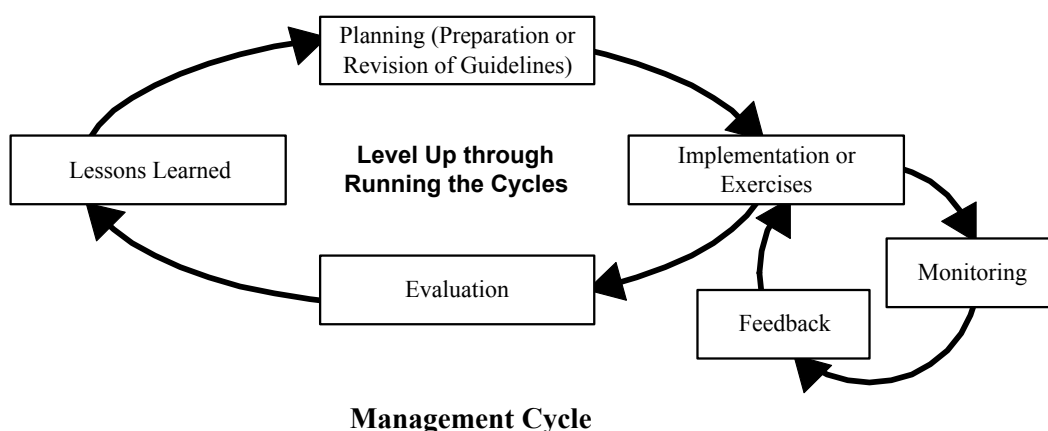 Planning (Preparation or
Revision of Guidelines)
Lessons Learned
Level Up through
Running the Cycles
Implementation or
Exercises
Evaluation
Monitoring
Feedback
Management Cycle